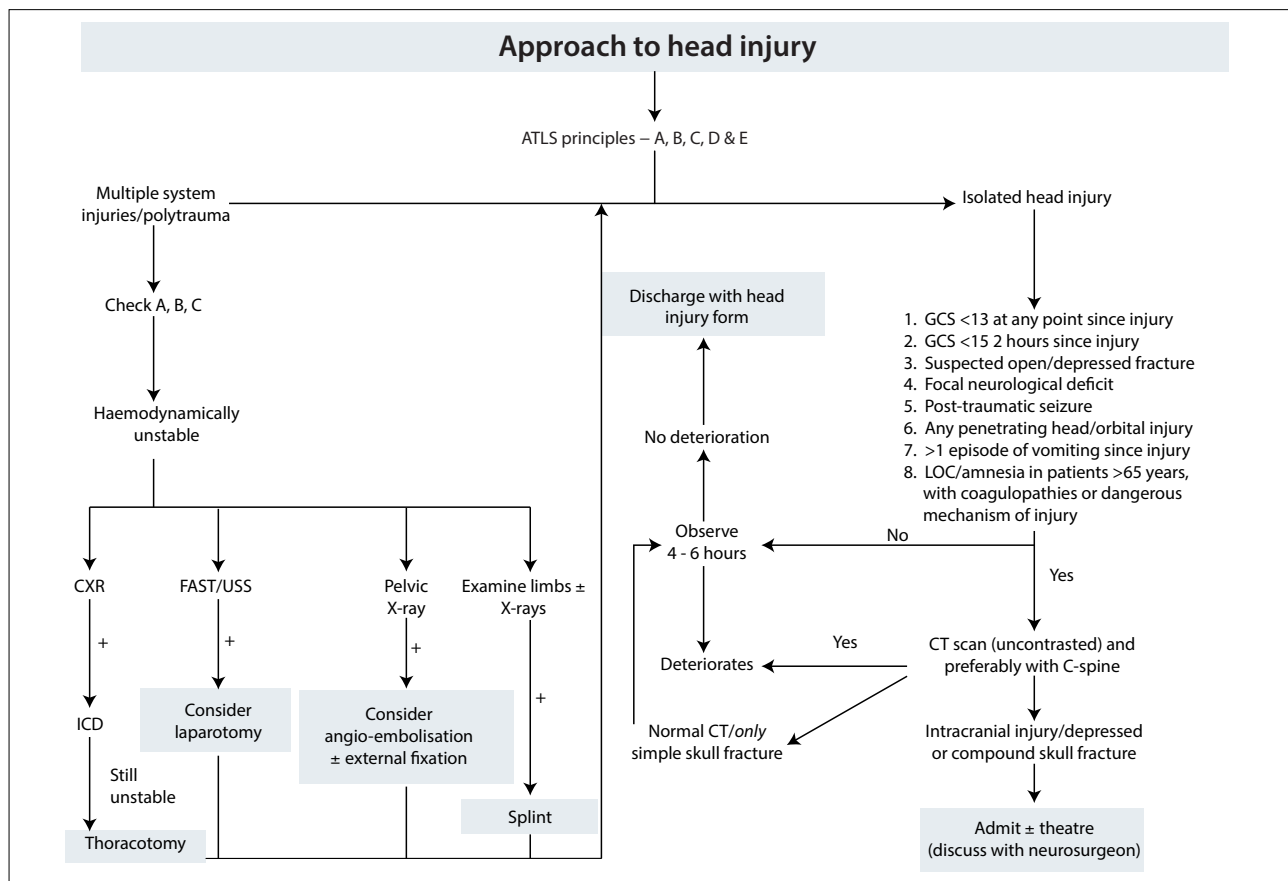 Approach to head injury
ATLS principles – A, B, C, D & E
Multiple system
injuries/polytrauma
Isolated head injury
Check A, B, C
Haemodynamically
unstable
CXR
+
ICD
Still
unstable
Thoracotomy
FAST/USS
+
Consider
laparotomy
Pelvic
X-ray
+
Consider
angio-embolisation
± external fixation
Examine limbs ±
X-rays
+
Splint
Discharge with head
injury form
No deterioration
Observe
4 - 6 hours
Deteriorates
Normal CT/only
simple skull fracture
1. GCS <13 at any point since injury
2. GCS <15 2 hours since injury
3. Suspected open/depressed fracture
4. Focal neurological deficit
5. Post-traumatic seizure
6. Any penetrating head/orbital injury
7. >1 episode of vomiting since injury
8. LOC/amnesia in patients >65 years,
with coagulopathies or dangerous
mechanism of injury
No
Yes
Yes
CT scan (uncontrasted) and
preferably with C-spine
Intracranial injury/depressed
or compound skull fracture
Admit ± theatre
(discuss with neurosurgeon)